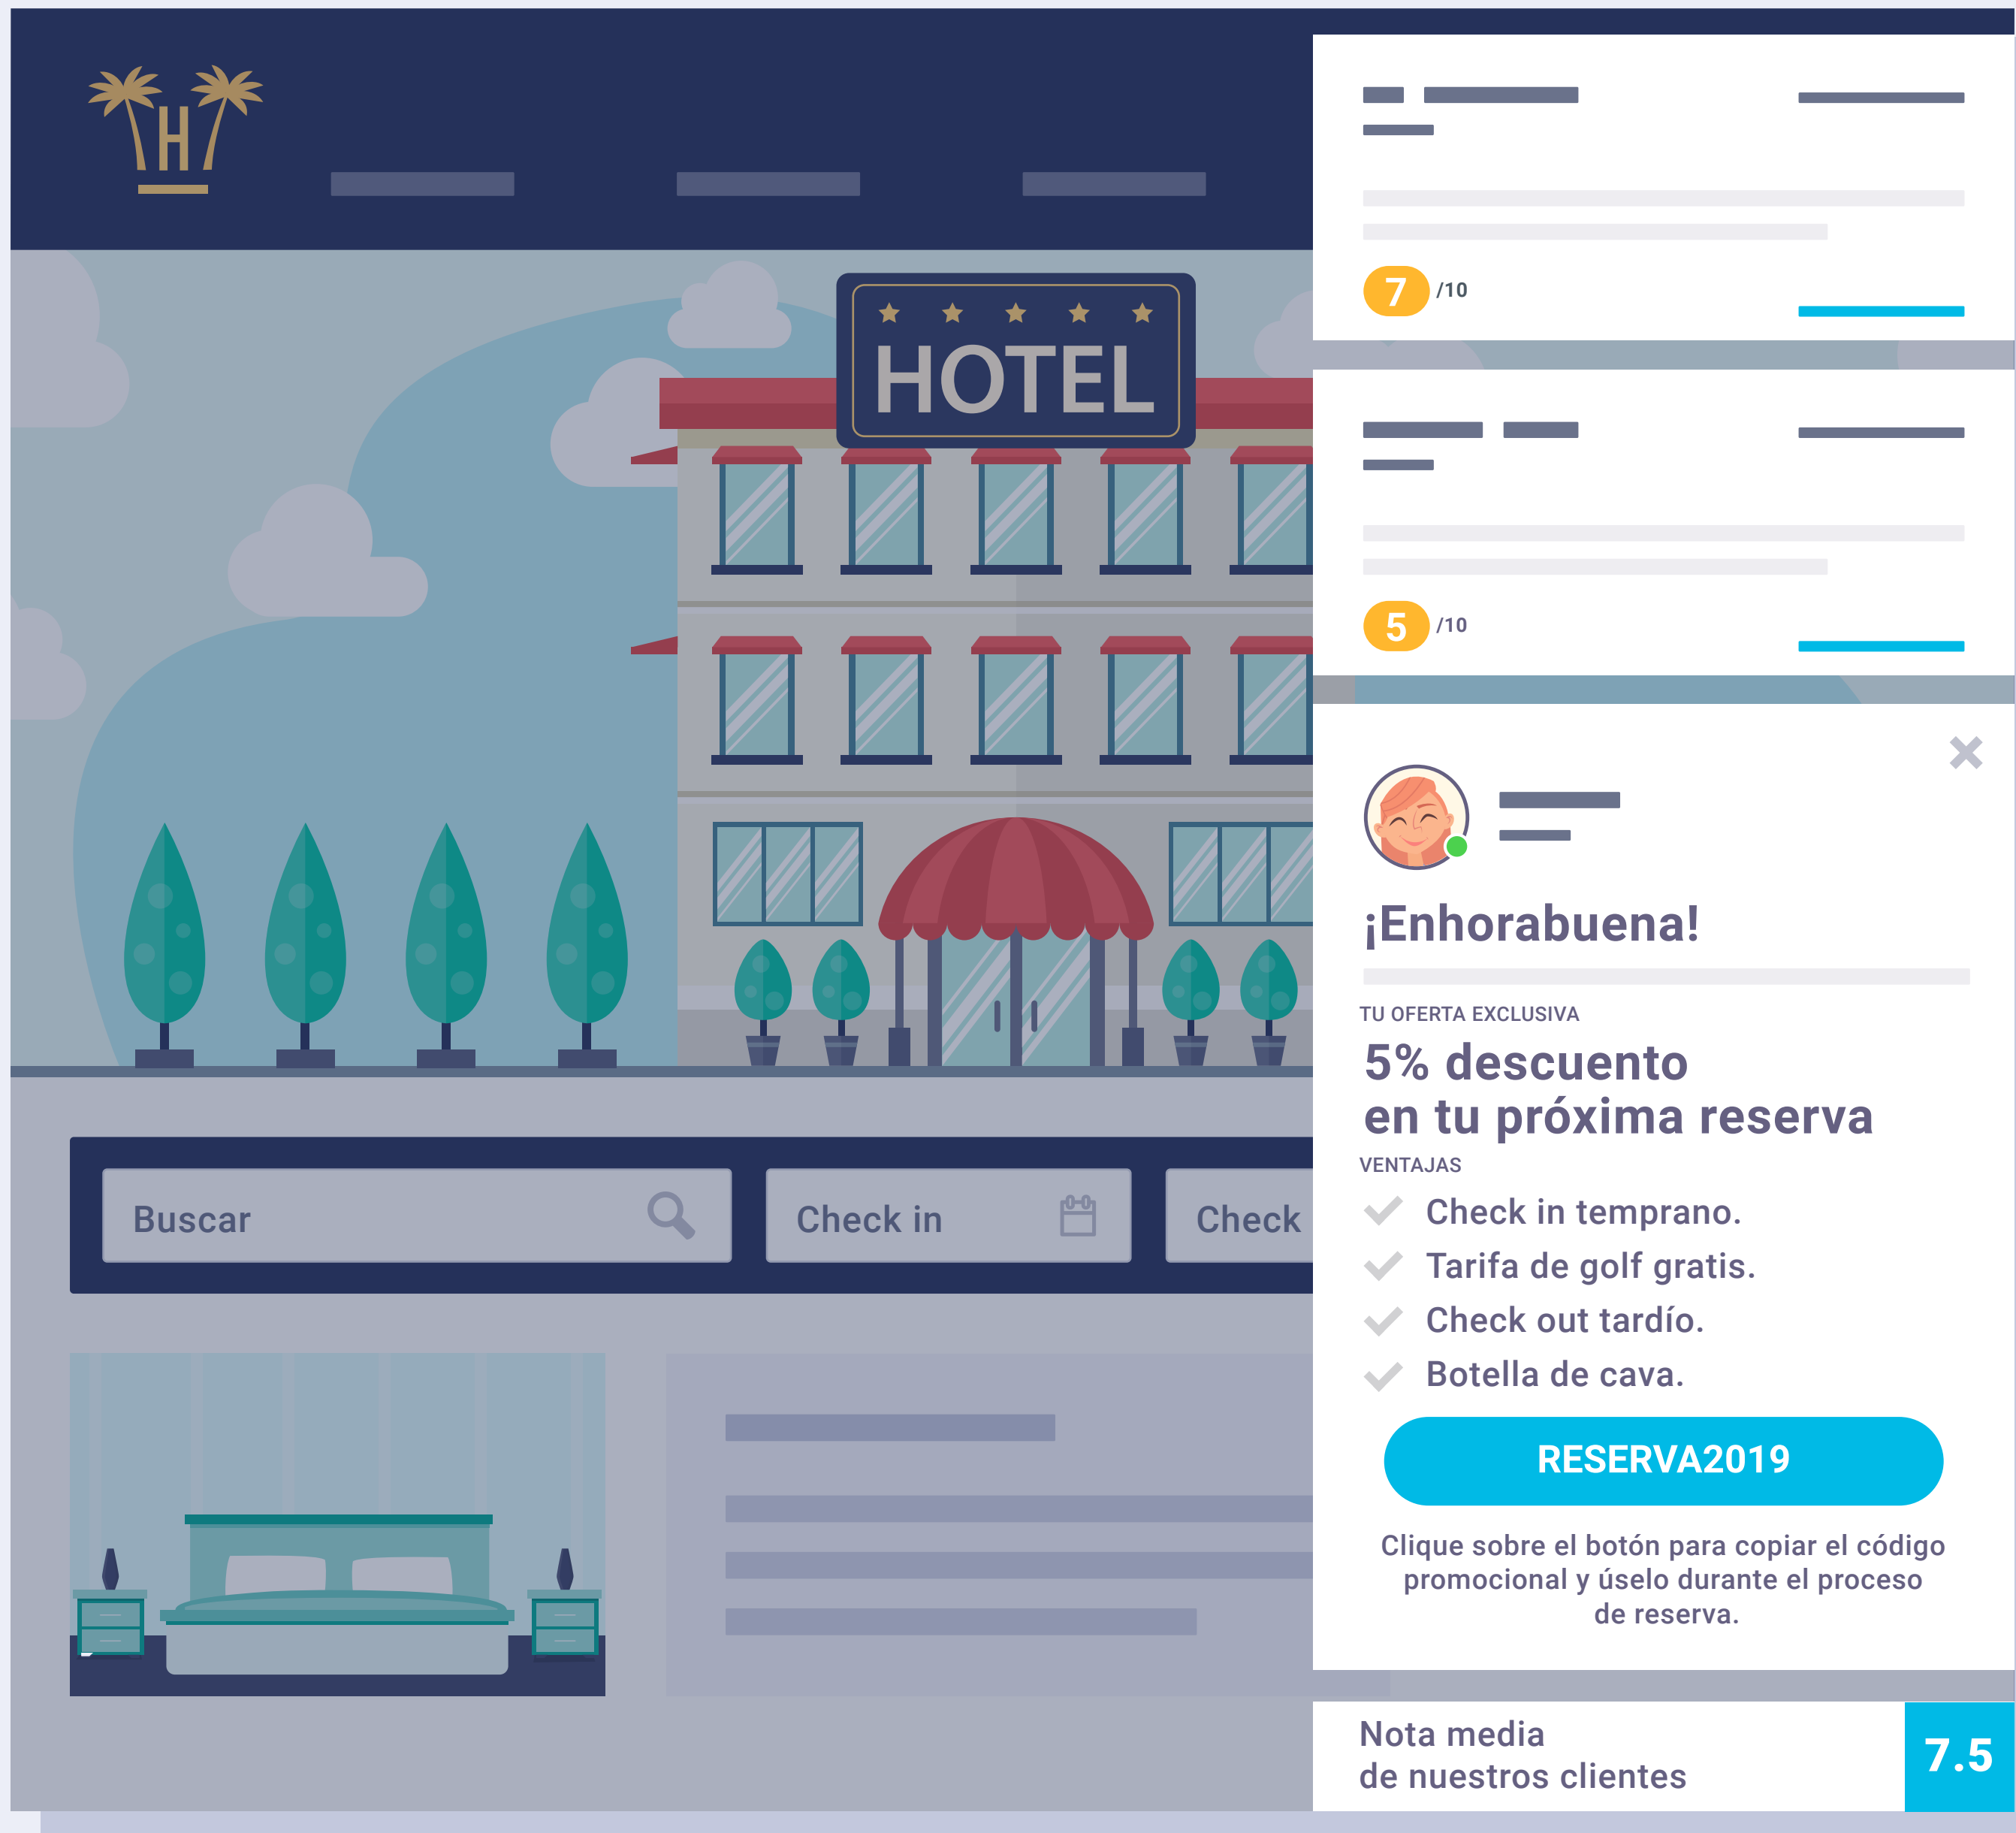 H
HOTEL
Buscar
Check in
Check
7 /10
5 /10
¡Enhorabuena!
TU OFERTA EXCLUSIVA
5% descuento
en tu próxima reserva
VENTAJAS
Check in temprano.
Tarifa de golf gratis.
Check out tardío.
Botella de cava.
RESERVA2019
Clique sobre el botón para copiar el código
promocional y úselo durante el proceso
de reserva.
Nota media
de nuestros clientes
7.5